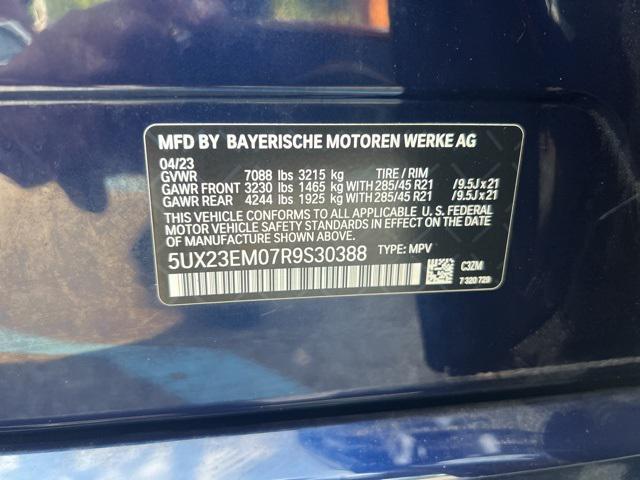 MFD BY BAYERISCHE MOTOREN WERKE AG
04/23
GVWR 7088 lbs 3215 kg TIRE / RIM
GAWR FRONT 3230 lbs 1465 kg WITH 285/45 R21 /9.5J x 21
GAWR REAR 4244 lbs 1925 kg WITH 285/45 R21 /9.5J x 21
THIS VEHICLE CONFORMS TO ALL APPLICABLE U. S. FEDERAL
MOTOR VEHICLE SAFETY STANDARDS IN EFFECT ON THE DATE
OF MANUFACTURE SHOWN ABOVE.
5UX23EM07R9S30388 TYPE: MPV
C3ZM
7 320 729